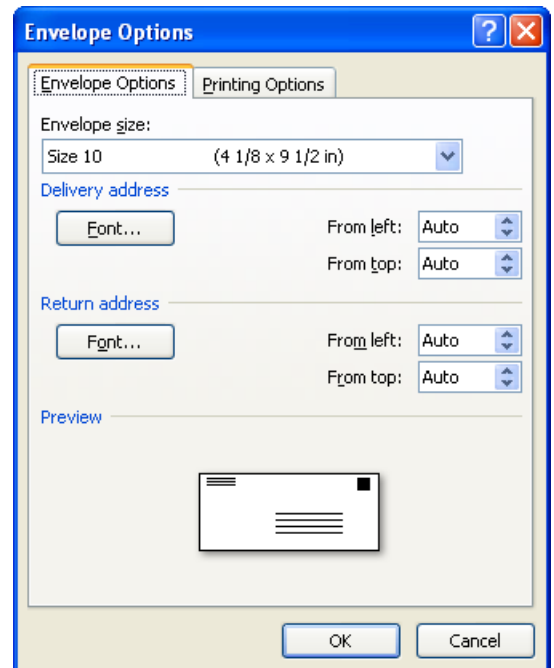 Envelope Options
Envelope Options Printing Options
Envelope size:
Size 10 (4 1/8 x 9 1/2 in)
Delivery address
Font... From left: Auto
From top: Auto
Return address
Font... From left: Auto
From top: Auto
Preview
OK Cancel